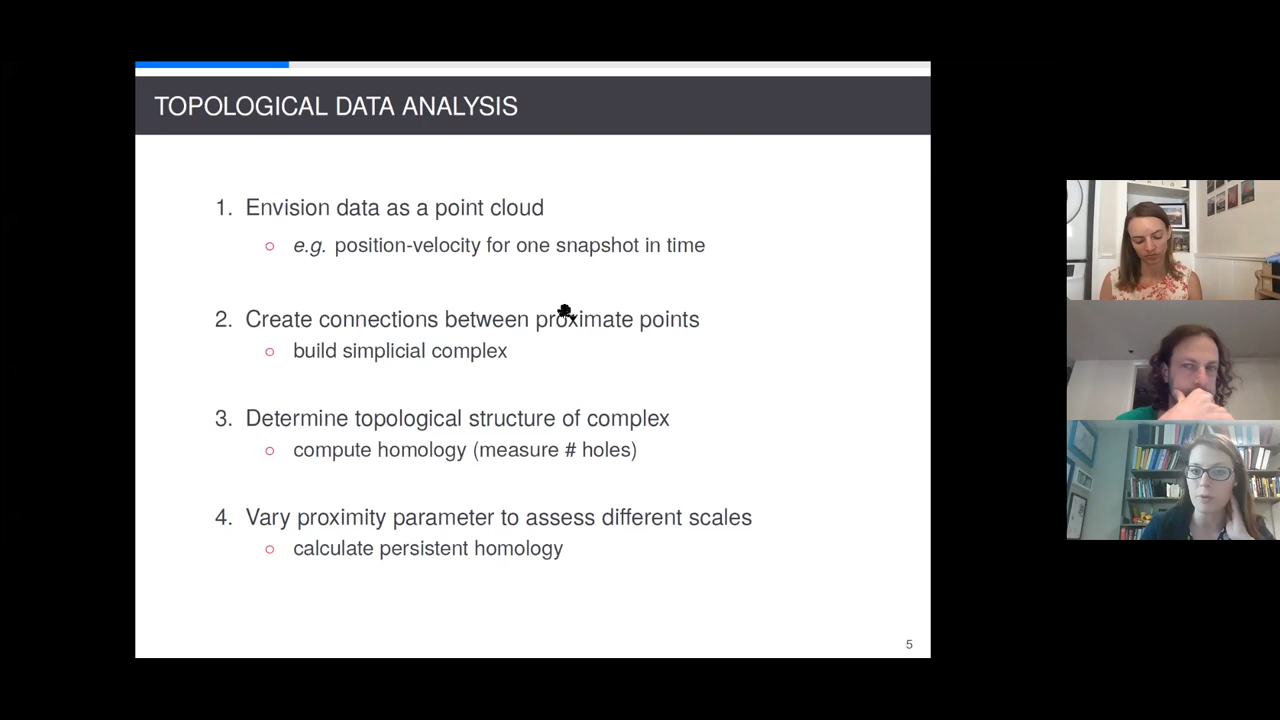 TOPOLOGICAL DATA ANALYSIS
1. Envision data as a point cloud
e.g. position-velocity for one snapshot in time
2. Create connections between proximate points
build simplicial complex
3. Determine topological structure of complex
compute homology (measure # holes)
4. Vary proximity parameter to assess different scales
calculate persistent homology
5